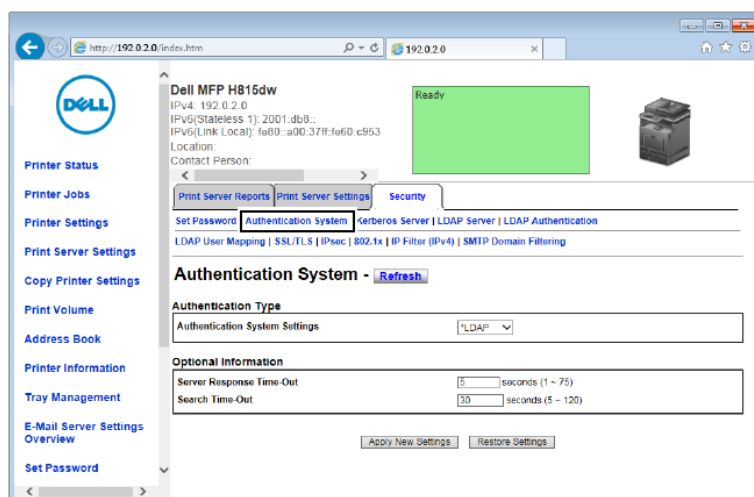 http://192.0.2.0/index.htm
192.0.2.0
DELL
Dell MFP H815dw
IPv4: 192.0.2.0
IPv6(Stateless 1): 2001:db8::
IPv6(Link Local): fe80::a00:37ff:fe60:c953
Location:
Contact Person:
Ready
Printer Status
Printer Jobs
Printer Settings
Print Server Settings
Copy Printer Settings
Print Volume
Address Book
Printer Information
Tray Management
E-Mail Server Settings
Overview
Set Password
Print Server Reports Print Server Settings Security
Set Password | Authentication System | Kerberos Server | LDAP Server | LDAP Authentication
LDAP User Mapping | SSL/TLS | IPsec | 802.1x | IP Filter (IPv4) | SMTP Domain Filtering
Authentication System - Refresh
Authentication Type
Authentication System Settings *LDAP
Optional Information
Server Response Time-Out 5 seconds (1 ~ 75)
Search Time-Out 30 seconds (5 ~ 120)
Apply New Settings Restore Settings